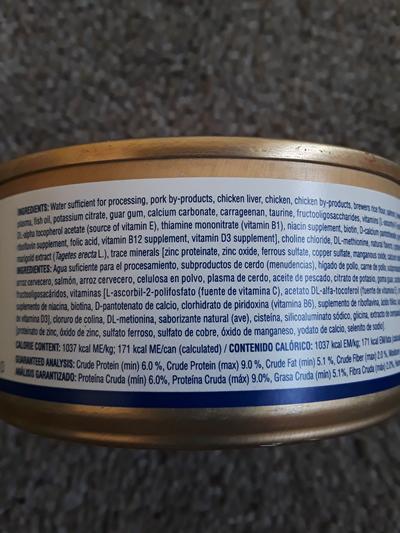 INGREDIENTS: Water sufficient for processing, pork by-products, chicken liver, chicken, chicken by-products, brewers rice flour,
plasma, fish oil, potassium citrate, guar gum, calcium carbonate, carrageenan, taurine, fructooligosaccharides, vitamins
DL-alpha tocopherol acetate (source of vitamin E), thiamine mononitrate (vitamin B1), niacin supplement, biotin, D-calcium
riboflavin supplement, folic acid, vitamin B12 supplement, vitamin D3 supplement], choline chloride, DL-methionine, natural
marigold extract (Tagetes erecta L.), trace minerals [zinc proteinate, zinc oxide, ferrous sulfate, copper sulfate, manganous oxide,
INGREDIENTES: Agua suficiente para el procesamiento, subproductos de cerdo (menudencias), hígado de pollo, carne de pollo,
arroz cervecero, salmón, arroz cervecero, celulosa en polvo, plasma de cerdo, aceite de pescado, citrato de potasio, goma guar,
fructooligosacáridos, vitaminas [L-ascorbil-2-polifosfato (fuente de vitamina C), acetato DL-alfa-tocoferol (fuente de
suplemento de niacina, biotina, D-pantotenato de calcio, clorhidrato de piridoxina (vitamina B6), suplemento de riboflavina, ácido
vitamina D3], cloruro de colina, DL-metionina, saborizante natural (ave), cisteína, silicoaluminato sódico, glicina, extracto de
[proteinato de zinc, óxido de zinc, sulfato ferroso, sulfato de cobre, óxido de manganeso, yodato de calcio, selenito de sodio].
CALORIE CONTENT: 1037 kcal ME/kg; 171 kcal ME/can (calculated) / CONTENIDO CALÓRICO: 1037 kcal EM/kg; 171 kcal EM/lata
GUARANTEED ANALYSIS: Crude Protein (min) 6.0 %, Crude Protein (max) 9.0 %, Crude Fat (min) 5.1 %, Crude Fiber (max) 2.0 %,
ANÁLISIS GARANTIZADO: Proteína Cruda (mín) 6.0%, Proteína Cruda (máx) 9.0%, Grasa Cruda (mín) 5.1%, Fibra Cruda (máx) 2.0%,